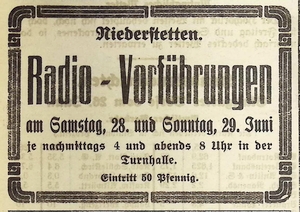 Niederstetten.
Radio - Vorführungen
am Samstag, 28. und Sonntag, 29. Juni
je nachmittags 4 und abends 8 Uhr in der
Turnhalle.
Eintritt 50 Pfennig.